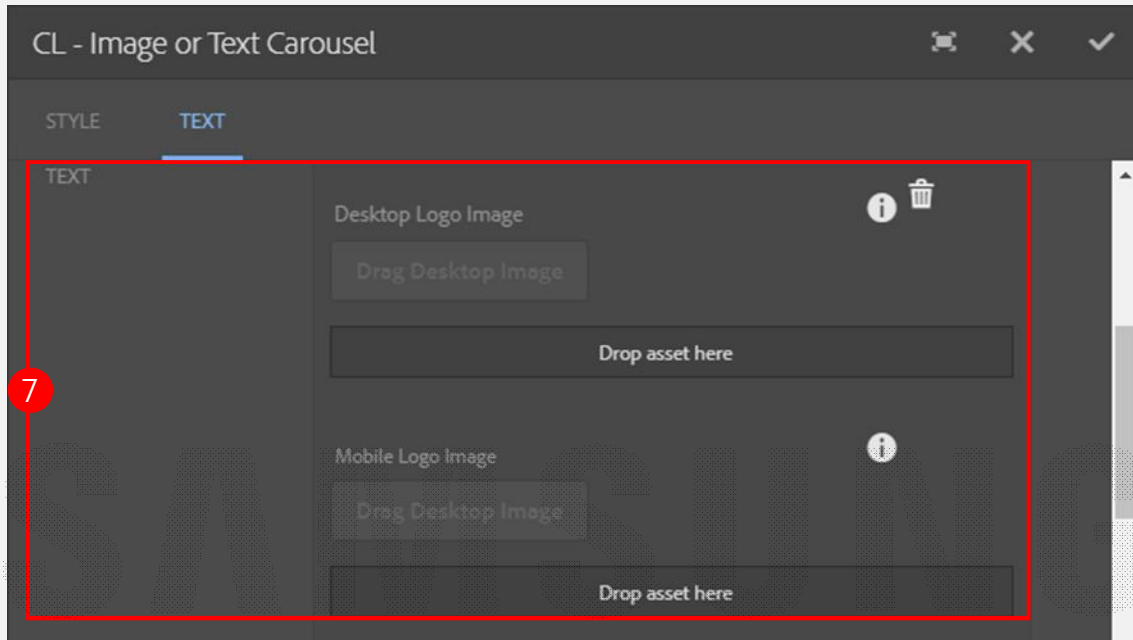 CL - Image or Text Carousel
STYLE TEXT
TEXT
Desktop Logo Image
Drag Desktop Image
Drop asset here
7
Mobile Logo Image
Drag Desktop Image
Drop asset here
SAMSUNG